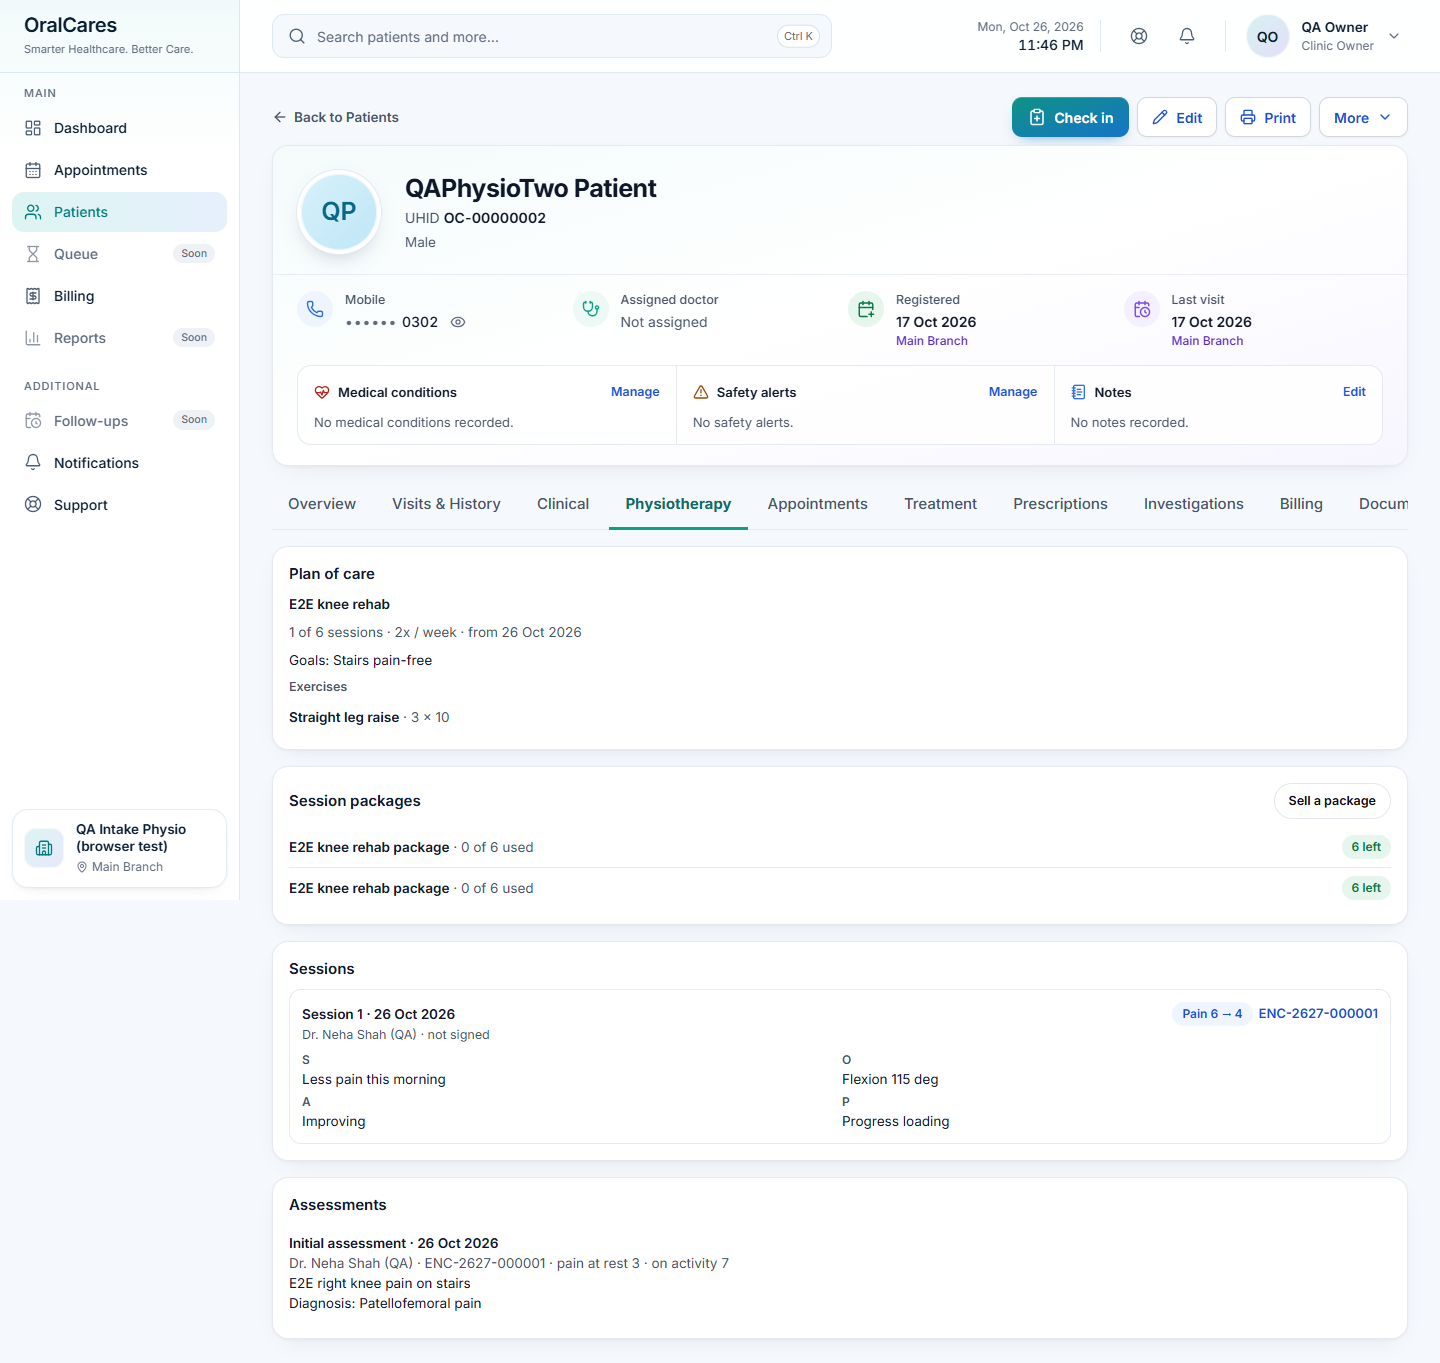 OralCares
Smarter Healthcare. Better Care.
Search patients and more...
Ctrl K
Mon, Oct 26, 2026
11:46 PM
QO
QA Owner
Clinic Owner
MAIN
Dashboard
Appointments
Patients
Queue
Soon
Billing
Reports
Soon
ADDITIONAL
Follow-ups
Soon
Notifications
Support
QA Intake Physio
(browser test)
Main Branch
Back to Patients
Check in
Edit
Print
More
QP
QAPhysioTwo Patient
UHID OC-00000002
Male
Mobile
•••••• 0302
Assigned doctor
Not assigned
Registered
17 Oct 2026
Main Branch
Last visit
17 Oct 2026
Main Branch
Medical conditions
Manage
No medical conditions recorded.
Safety alerts
Manage
No safety alerts.
Notes
Edit
No notes recorded.
Overview
Visits & History
Clinical
Physiotherapy
Appointments
Treatment
Prescriptions
Investigations
Billing
Docum
Plan of care
E2E knee rehab
1 of 6 sessions · 2x / week · from 26 Oct 2026
Goals: Stairs pain-free
Exercises
Straight leg raise · 3 × 10
Session packages
Sell a package
E2E knee rehab package · 0 of 6 used
6 left
E2E knee rehab package · 0 of 6 used
6 left
Sessions
Session 1 · 26 Oct 2026
Pain 6 → 4
ENC-2627-000001
Dr. Neha Shah (QA) · not signed
S
Less pain this morning
O
Flexion 115 deg
A
Improving
P
Progress loading
Assessments
Initial assessment · 26 Oct 2026
Dr. Neha Shah (QA) · ENC-2627-000001 · pain at rest 3 · on activity 7
E2E right knee pain on stairs
Diagnosis: Patellofemoral pain